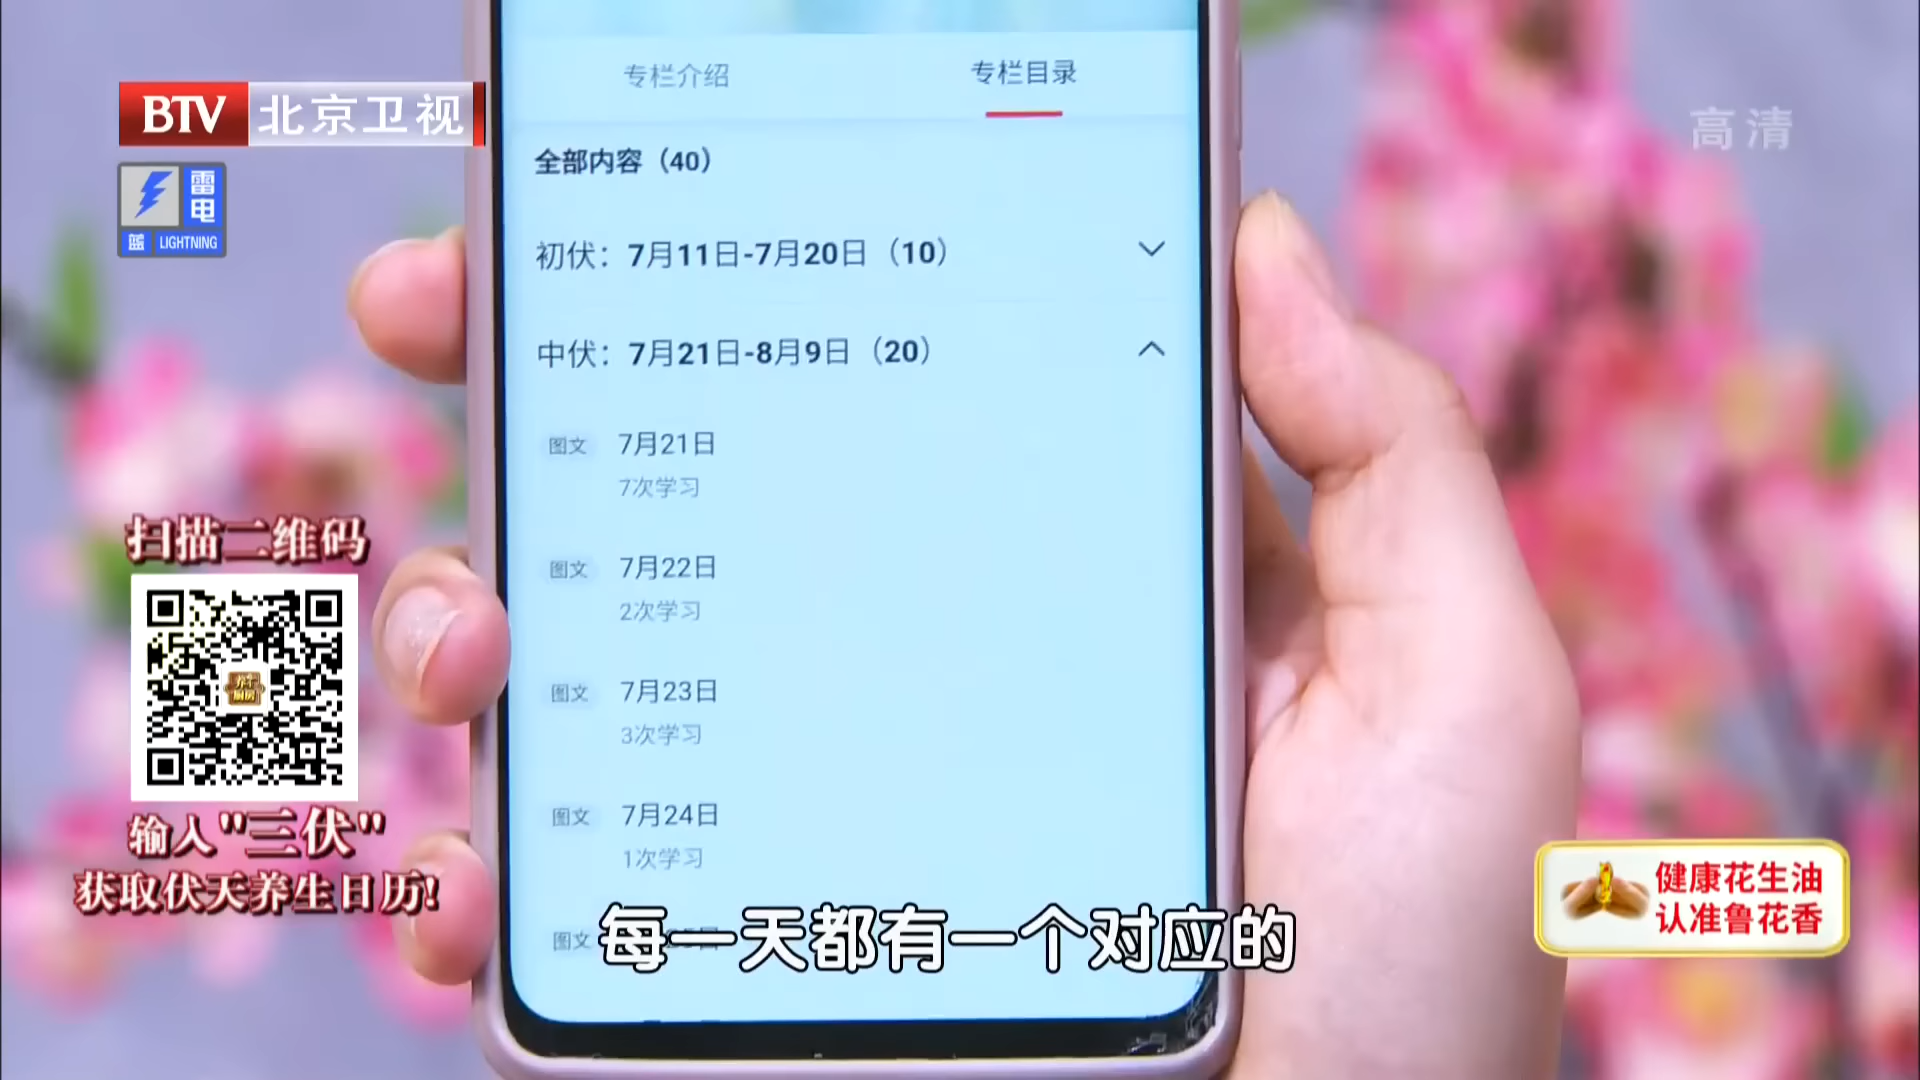 专栏介绍
专栏目录
BTV 北京卫视
高清
雷电
蓝 LIGHTNING
全部内容（40）
初伏：7月11日-7月20日（10）
中伏：7月21日-8月9日（20）
图文 7月21日
7次学习
图文 7月22日
2次学习
图文 7月23日
3次学习
图文 7月24日
1次学习
图文
扫描二维码
养生厨房
输入"三伏"
获取伏天养生日历!
每一天都有一个对应的
健康花生油
认准鲁花香